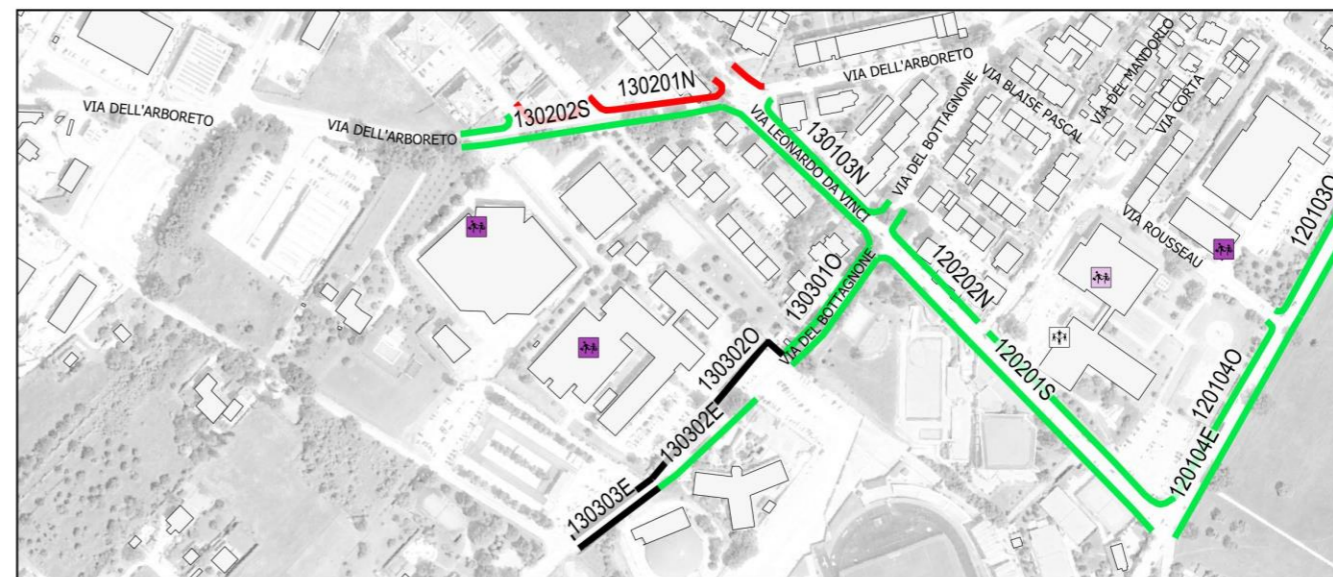 130201N
130202S
VIA DELL'ARBORETO
VIA DEL MANDORLO
VIA BLAISE PASCAL
VIA CORTA
VIA DELL'ARBORETO
VIA DELL'ARBORETO
VIA LEONARDO DA VINCI
130103N
VIA DEL BOTTAGNONE
VIA ROUSSEAU
120103O
120202N
130301O
VIA DEL BOTTAGNONE
130302O
120201S
120104O
130302E
120104E
130303E